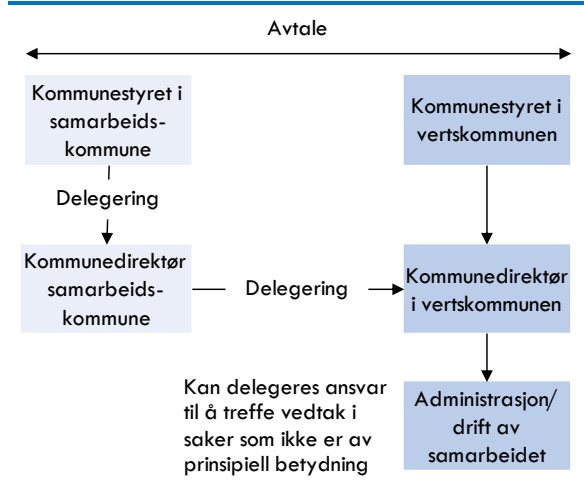 Avtale
Kommunestyret i
samarbeids-
kommune
Kommunestyret i
vertskommunen
Delegering
Kommunedirektør
samarbeids-
kommune
Delegering
Kommunedirektør
i vertskommunen
Kan delegeres ansvar
til å treffe vedtak i
saker som ikke er av
prinsipiell betydning
Administrasjon/
drift av
samarbeidet